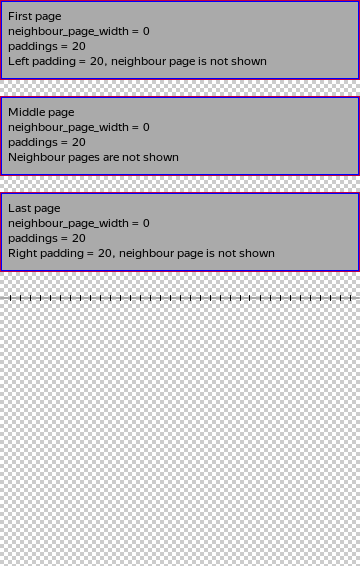 First page
neighbour_page_width = 0
paddings = 20
Left padding = 20, neighbour page is not shown
Middle page
neighbour_page_width = 0
paddings = 20
Neighbour pages are not shown
Last page
neighbour_page_width = 0
paddings = 20
Right padding = 20, neighbour page is not shown